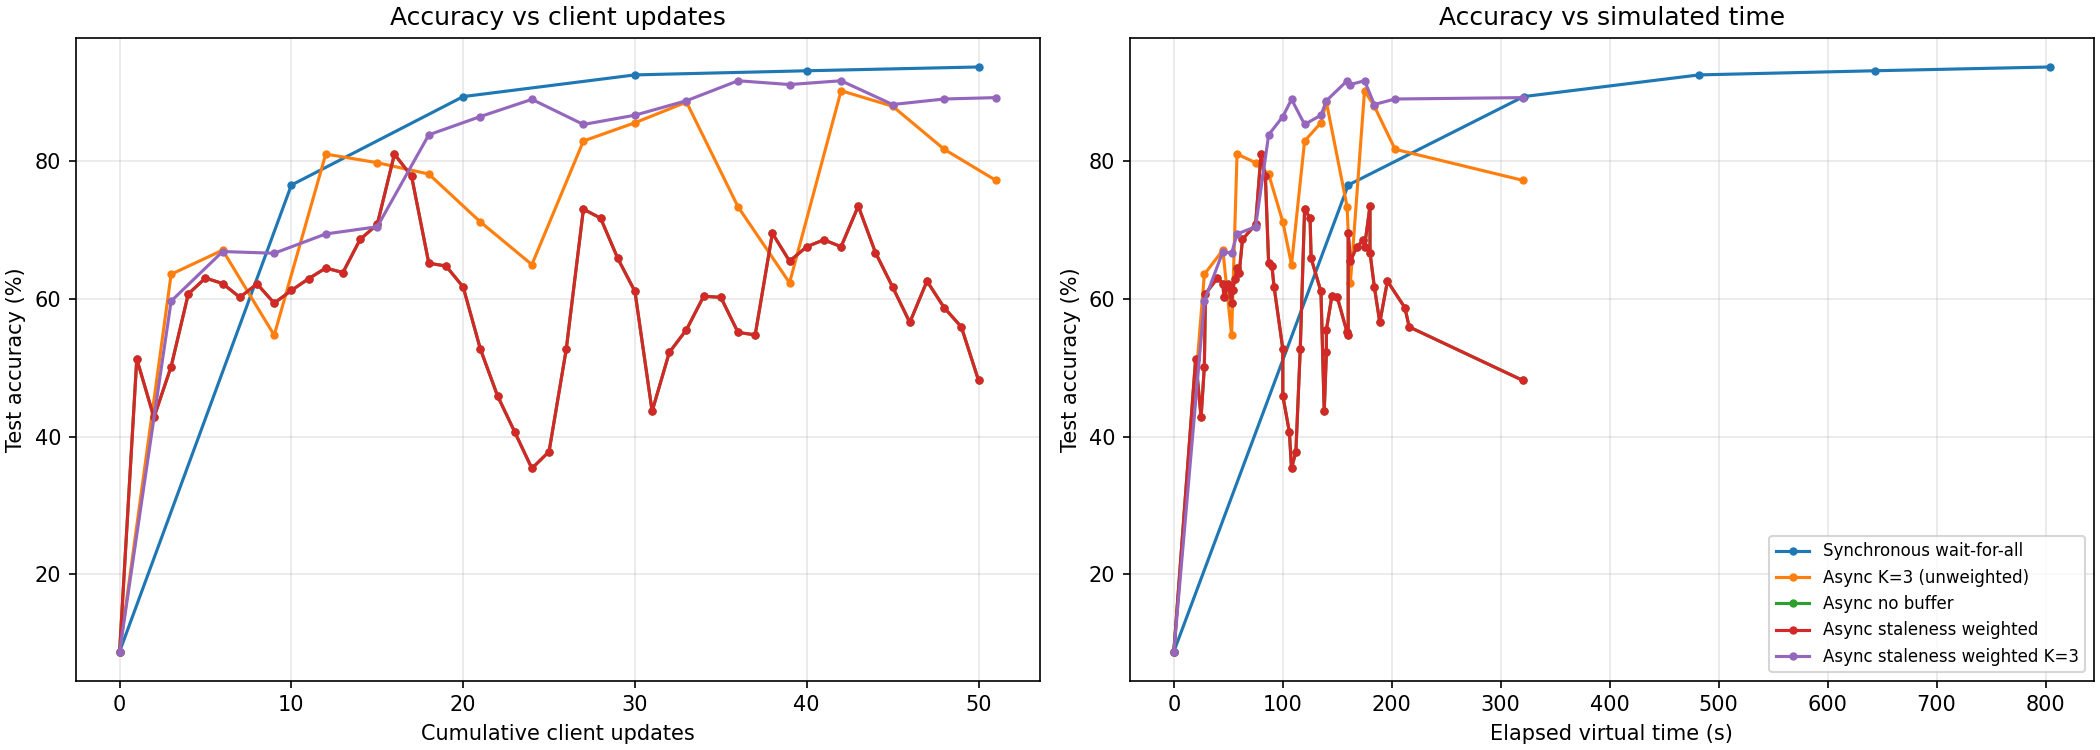 Accuracy vs client updates
Test accuracy (%)
80
60
40
20
0 10 20 30 40 50
Cumulative client updates
Accuracy vs simulated time
Test accuracy (%)
80
60
40
20
0 100 200 300 400 500 600 700 800
Elapsed virtual time (s)
Synchronous wait-for-all
Async K=3 (unweighted)
Async no buffer
Async staleness weighted
Async staleness weighted K=3